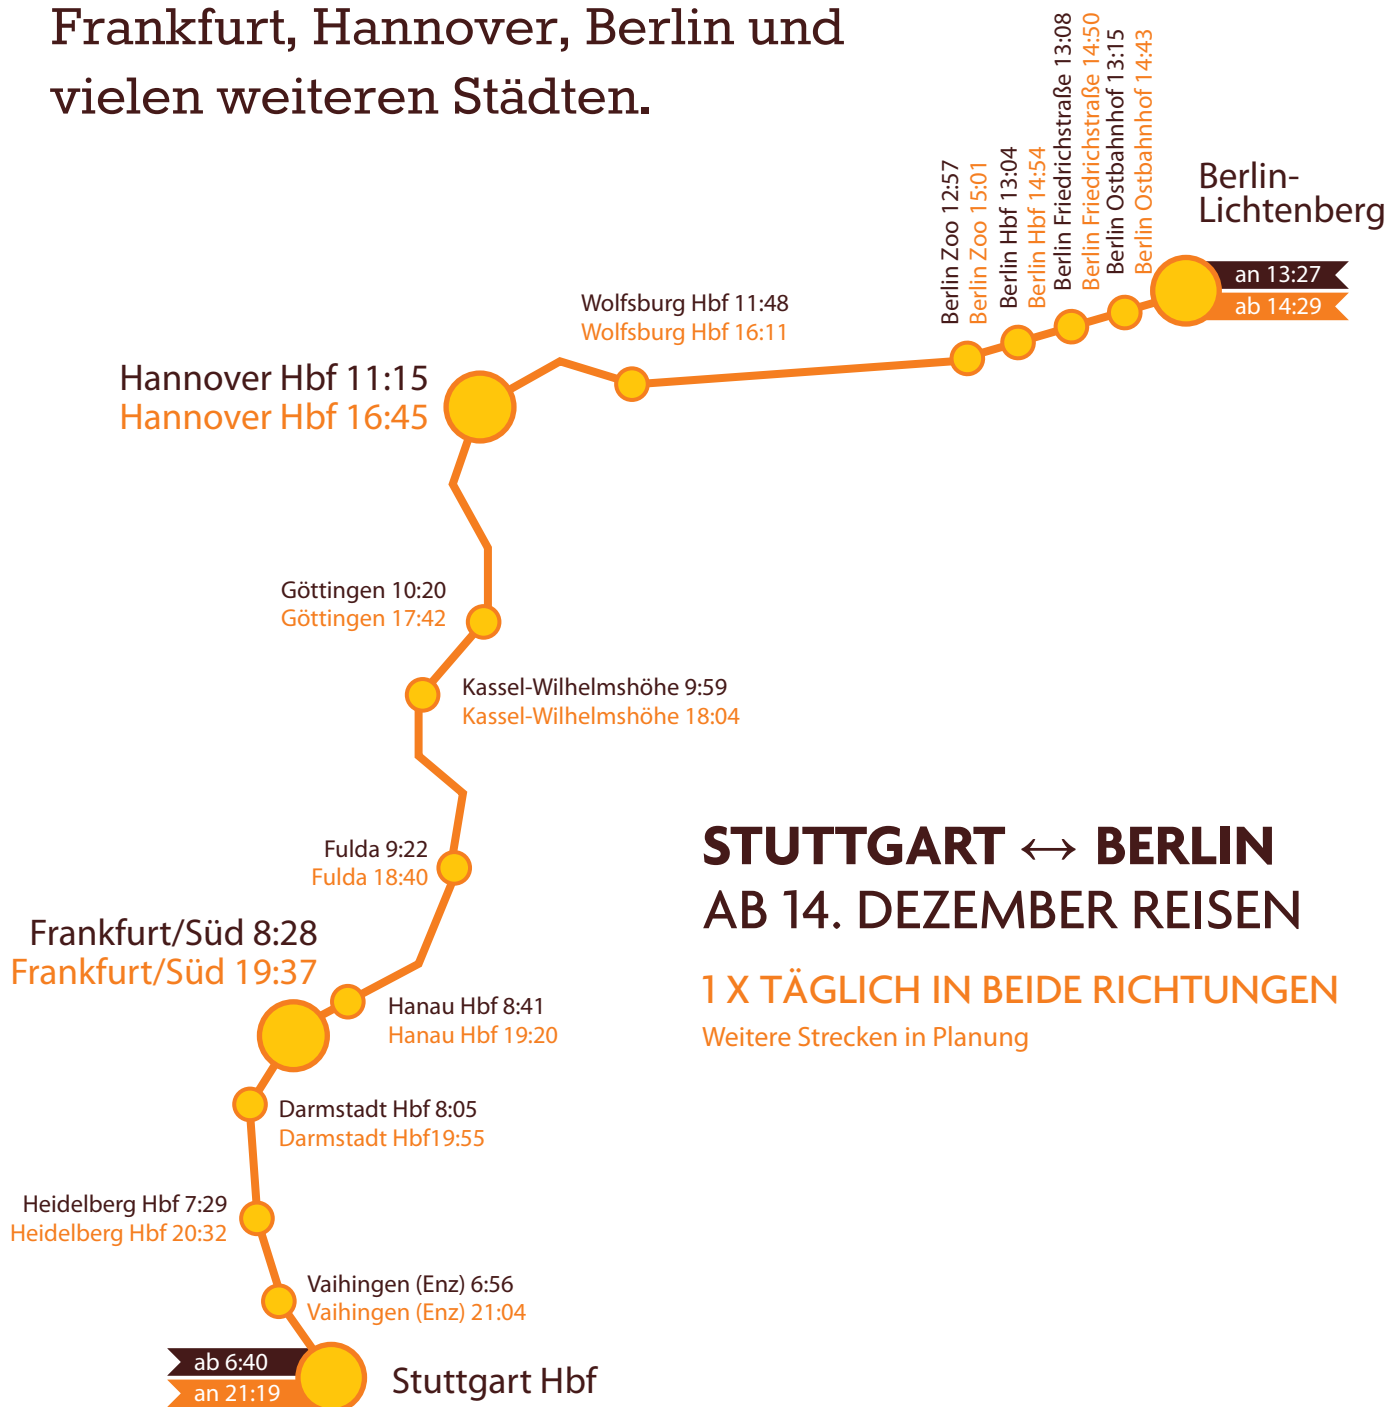 Frankfurt, Hannover, Berlin und
vielen weiteren Städten.
Berlin Zoo 12:57
Berlin Zoo 15:01
Berlin Hbf 13:04
Berlin Hbf 14:54
Berlin Friedrichstraße 13:08
Berlin Friedrichstraße 14:50
Berlin Ostbahnhof 13:15
Berlin Ostbahnhof 14:43
Berlin-
Lichtenberg
an 13:27
ab 14:29
Wolfsburg Hbf 11:48
Wolfsburg Hbf 16:11
Hannover Hbf 11:15
Hannover Hbf 16:45
Göttingen 10:20
Göttingen 17:42
Kassel-Wilhelmshöhe 9:59
Kassel-Wilhelmshöhe 18:04
Fulda 9:22
Fulda 18:40
STUTTGART ↔ BERLIN
AB 14. DEZEMBER REISEN
1 X TÄGLICH IN BEIDE RICHTUNGEN
Weitere Strecken in Planung
Frankfurt/Süd 8:28
Frankfurt/Süd 19:37
Hanau Hbf 8:41
Hanau Hbf 19:20
Darmstadt Hbf 8:05
Darmstadt Hbf19:55
Heidelberg Hbf 7:29
Heidelberg Hbf 20:32
Vaihingen (Enz) 6:56
Vaihingen (Enz) 21:04
ab 6:40
an 21:19
Stuttgart Hbf